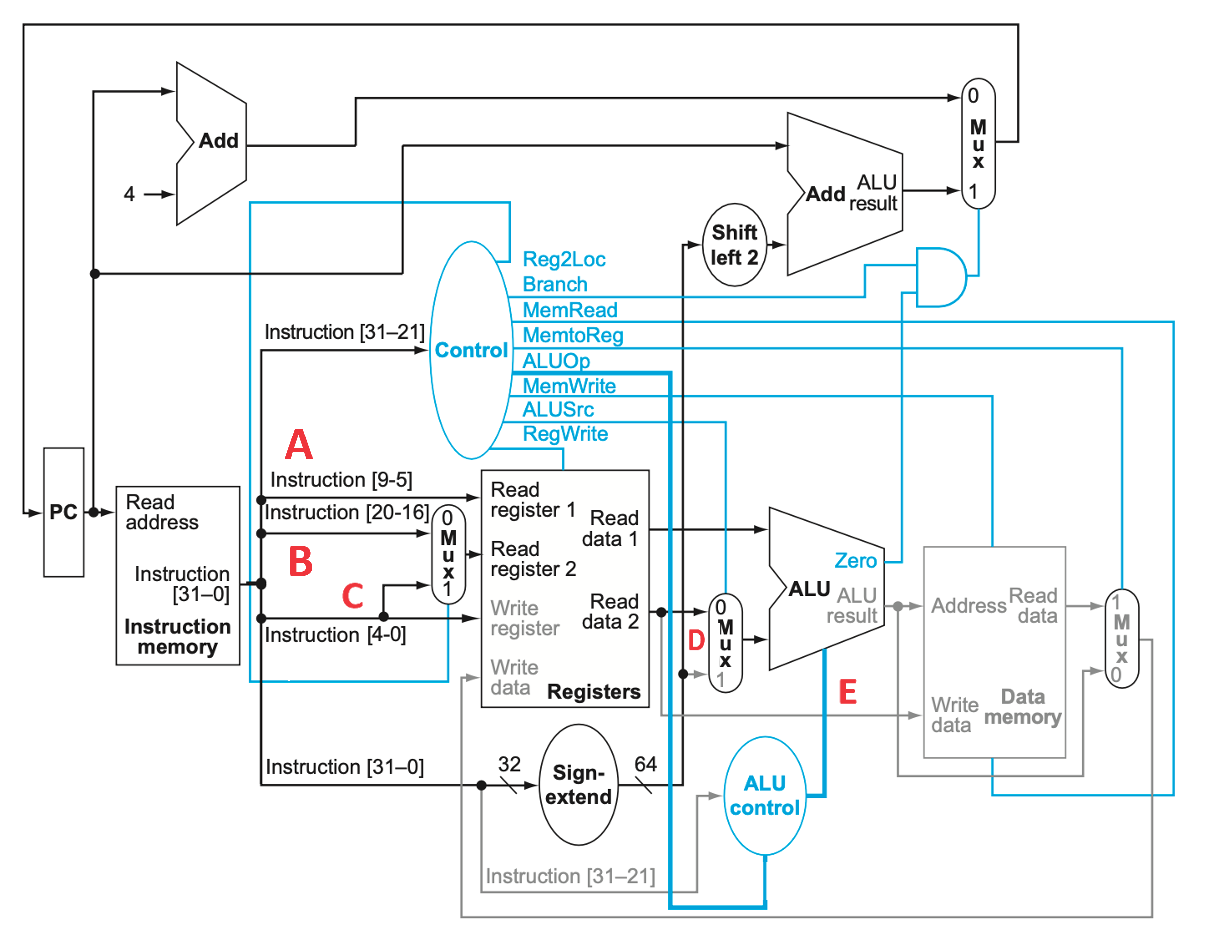 0
M
u
x
1
Add
4
Add
ALU
result
Shift
left 2
Reg2Loc
Branch
MemRead
MemtoReg
ALUOp
MemWrite
ALUSrc
RegWrite
Control
Instruction [31–21]
A
Instruction [9-5]
Instruction [20-16]
B
C
Instruction [4-0]
PC
Read
address
Instruction
[31–0]
Instruction
memory
0
M
u
x
1
Read
register 1
Read
register 2
Write
register
Write
data
Read
data 1
Read
data 2
Registers
D
0
M
u
x
1
Zero
ALU
ALU
result
E
Address
Read
data
Write
data
Data
memory
1
M
u
x
0
Instruction [31–0]
32
Sign-
extend
64
ALU
control
Instruction [31–21]